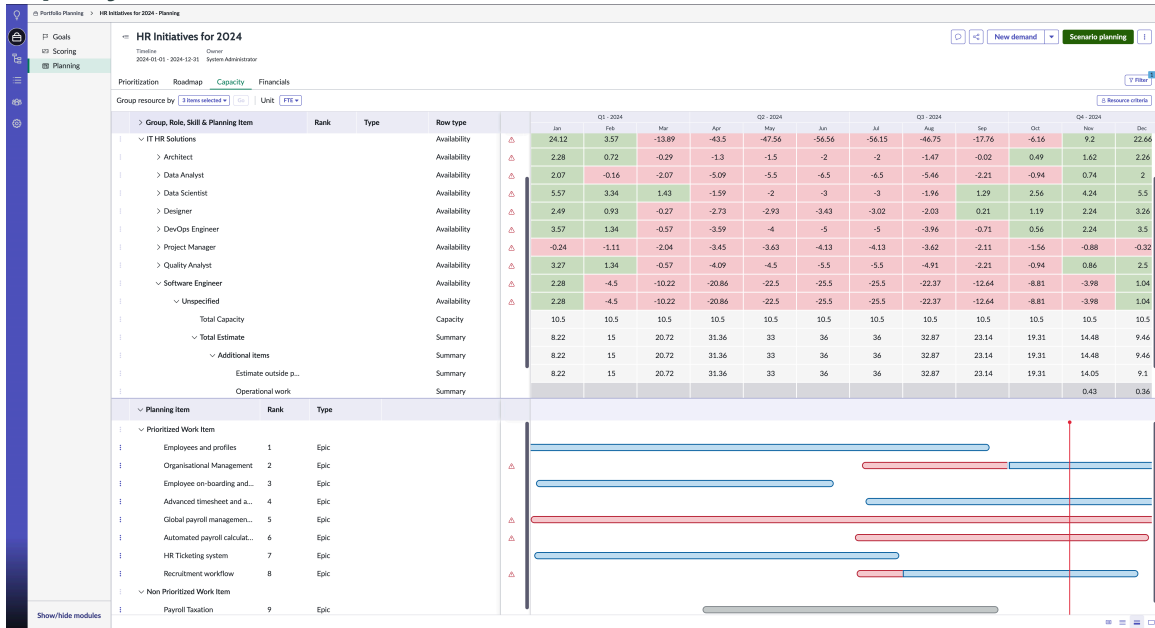 Portfolio Planning > HR Initiatives for 2024 - Planning
Goals
Scoring
Planning
HR Initiatives for 2024
New demand
Scenario planning
Timeline Owner
2024-01-01 - 2024-12-31 System Administrator
Prioritization Roadmap Capacity Financials
Filter
Group resource by 3 items selected Go Unit FTE
Resource criteria
Group, Role, Skill & Planning Item Rank Type Row type Q1 - 2024 Q2 - 2024 Q3 - 2024 Q4 - 2024
Jan Feb Mar Apr May Jun Jul Aug Sep Oct Nov Dec
IT HR Solutions Availability 24.12 3.57 -13.89 -43.5 -47.56 -56.56 -56.15 -46.75 -17.76 -6.16 9.2 22.66
Architect Availability 2.28 0.72 -0.29 -1.3 -1.5 -2 -2 -1.47 -0.02 0.49 1.62 2.26
Data Analyst Availability 2.07 -0.16 -2.07 -5.09 -5.5 -6.5 -6.5 -5.46 -2.21 -0.94 0.74 2
Data Scientist Availability 5.57 3.34 1.43 -1.59 -2 -3 -3 -1.96 1.29 2.56 4.24 5.5
Designer Availability 2.49 0.93 -0.27 -2.73 -2.93 -3.43 -3.02 -2.03 0.21 1.19 2.24 3.26
DevOps Engineer Availability 3.57 1.34 -0.57 -3.59 -4 -5 -5 -3.96 -0.71 0.56 2.24 3.5
Project Manager Availability -0.24 -1.11 -2.04 -3.45 -3.63 -4.13 -4.13 -3.62 -2.11 -1.56 -0.88 -0.32
Quality Analyst Availability 3.27 1.34 -0.57 -4.09 -4.5 -5.5 -5.5 -4.91 -2.21 -0.94 0.86 2.5
Software Engineer Availability 2.28 -4.5 -10.22 -20.86 -22.5 -25.5 -25.5 -22.37 -12.64 -8.81 -3.98 1.04
Unspecified Availability 2.28 -4.5 -10.22 -20.86 -22.5 -25.5 -25.5 -22.37 -12.64 -8.81 -3.98 1.04
Total Capacity Capacity 10.5 10.5 10.5 10.5 10.5 10.5 10.5 10.5 10.5 10.5 10.5 10.5
Total Estimate Summary 8.22 15 20.72 31.36 33 36 36 32.87 23.14 19.31 14.48 9.46
Additional items Summary 8.22 15 20.72 31.36 33 36 36 32.87 23.14 19.31 14.48 9.46
Estimate outside p... Summary 8.22 15 20.72 31.36 33 36 36 32.87 23.14 19.31 14.05 9.1
Operational work Summary 0.43 0.36
Planning item Rank Type
Prioritized Work Item
Employees and profiles 1 Epic
Organisational Management 2 Epic
Employee on-boarding and... 3 Epic
Advanced timesheet and a... 4 Epic
Global payroll managemen... 5 Epic
Automated payroll calculat... 6 Epic
HR Ticketing system 7 Epic
Recruitment workflow 8 Epic
Non Prioritized Work Item
Payroll Taxation 9 Epic
Show/hide modules